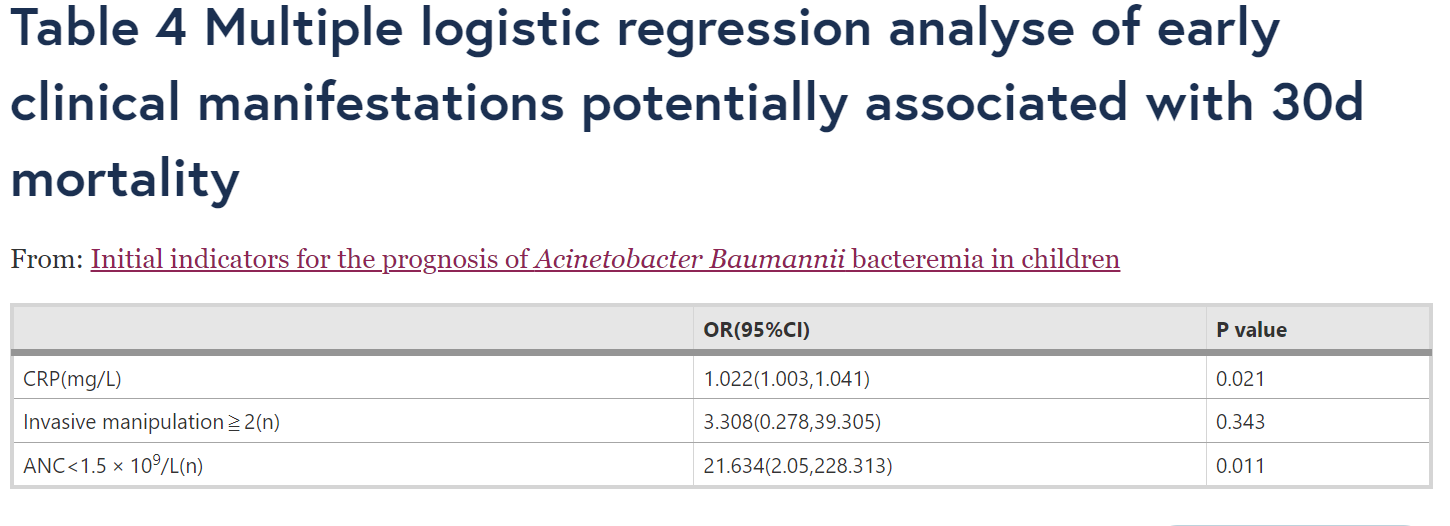 Table 4 Multiple logistic regression analyse of early
clinical manifestations potentially associated with 30d
mortality
From: Initial indicators for the prognosis of Acinetobacter Baumannii bacteremia in children
OR(95%CI) P value
CRP(mg/L) 1.022(1.003,1.041) 0.021
Invasive manipulation≧2(n) 3.308(0.278,39.305) 0.343
ANC<1.5 × 10⁹/L(n) 21.634(2.05,228.313) 0.011